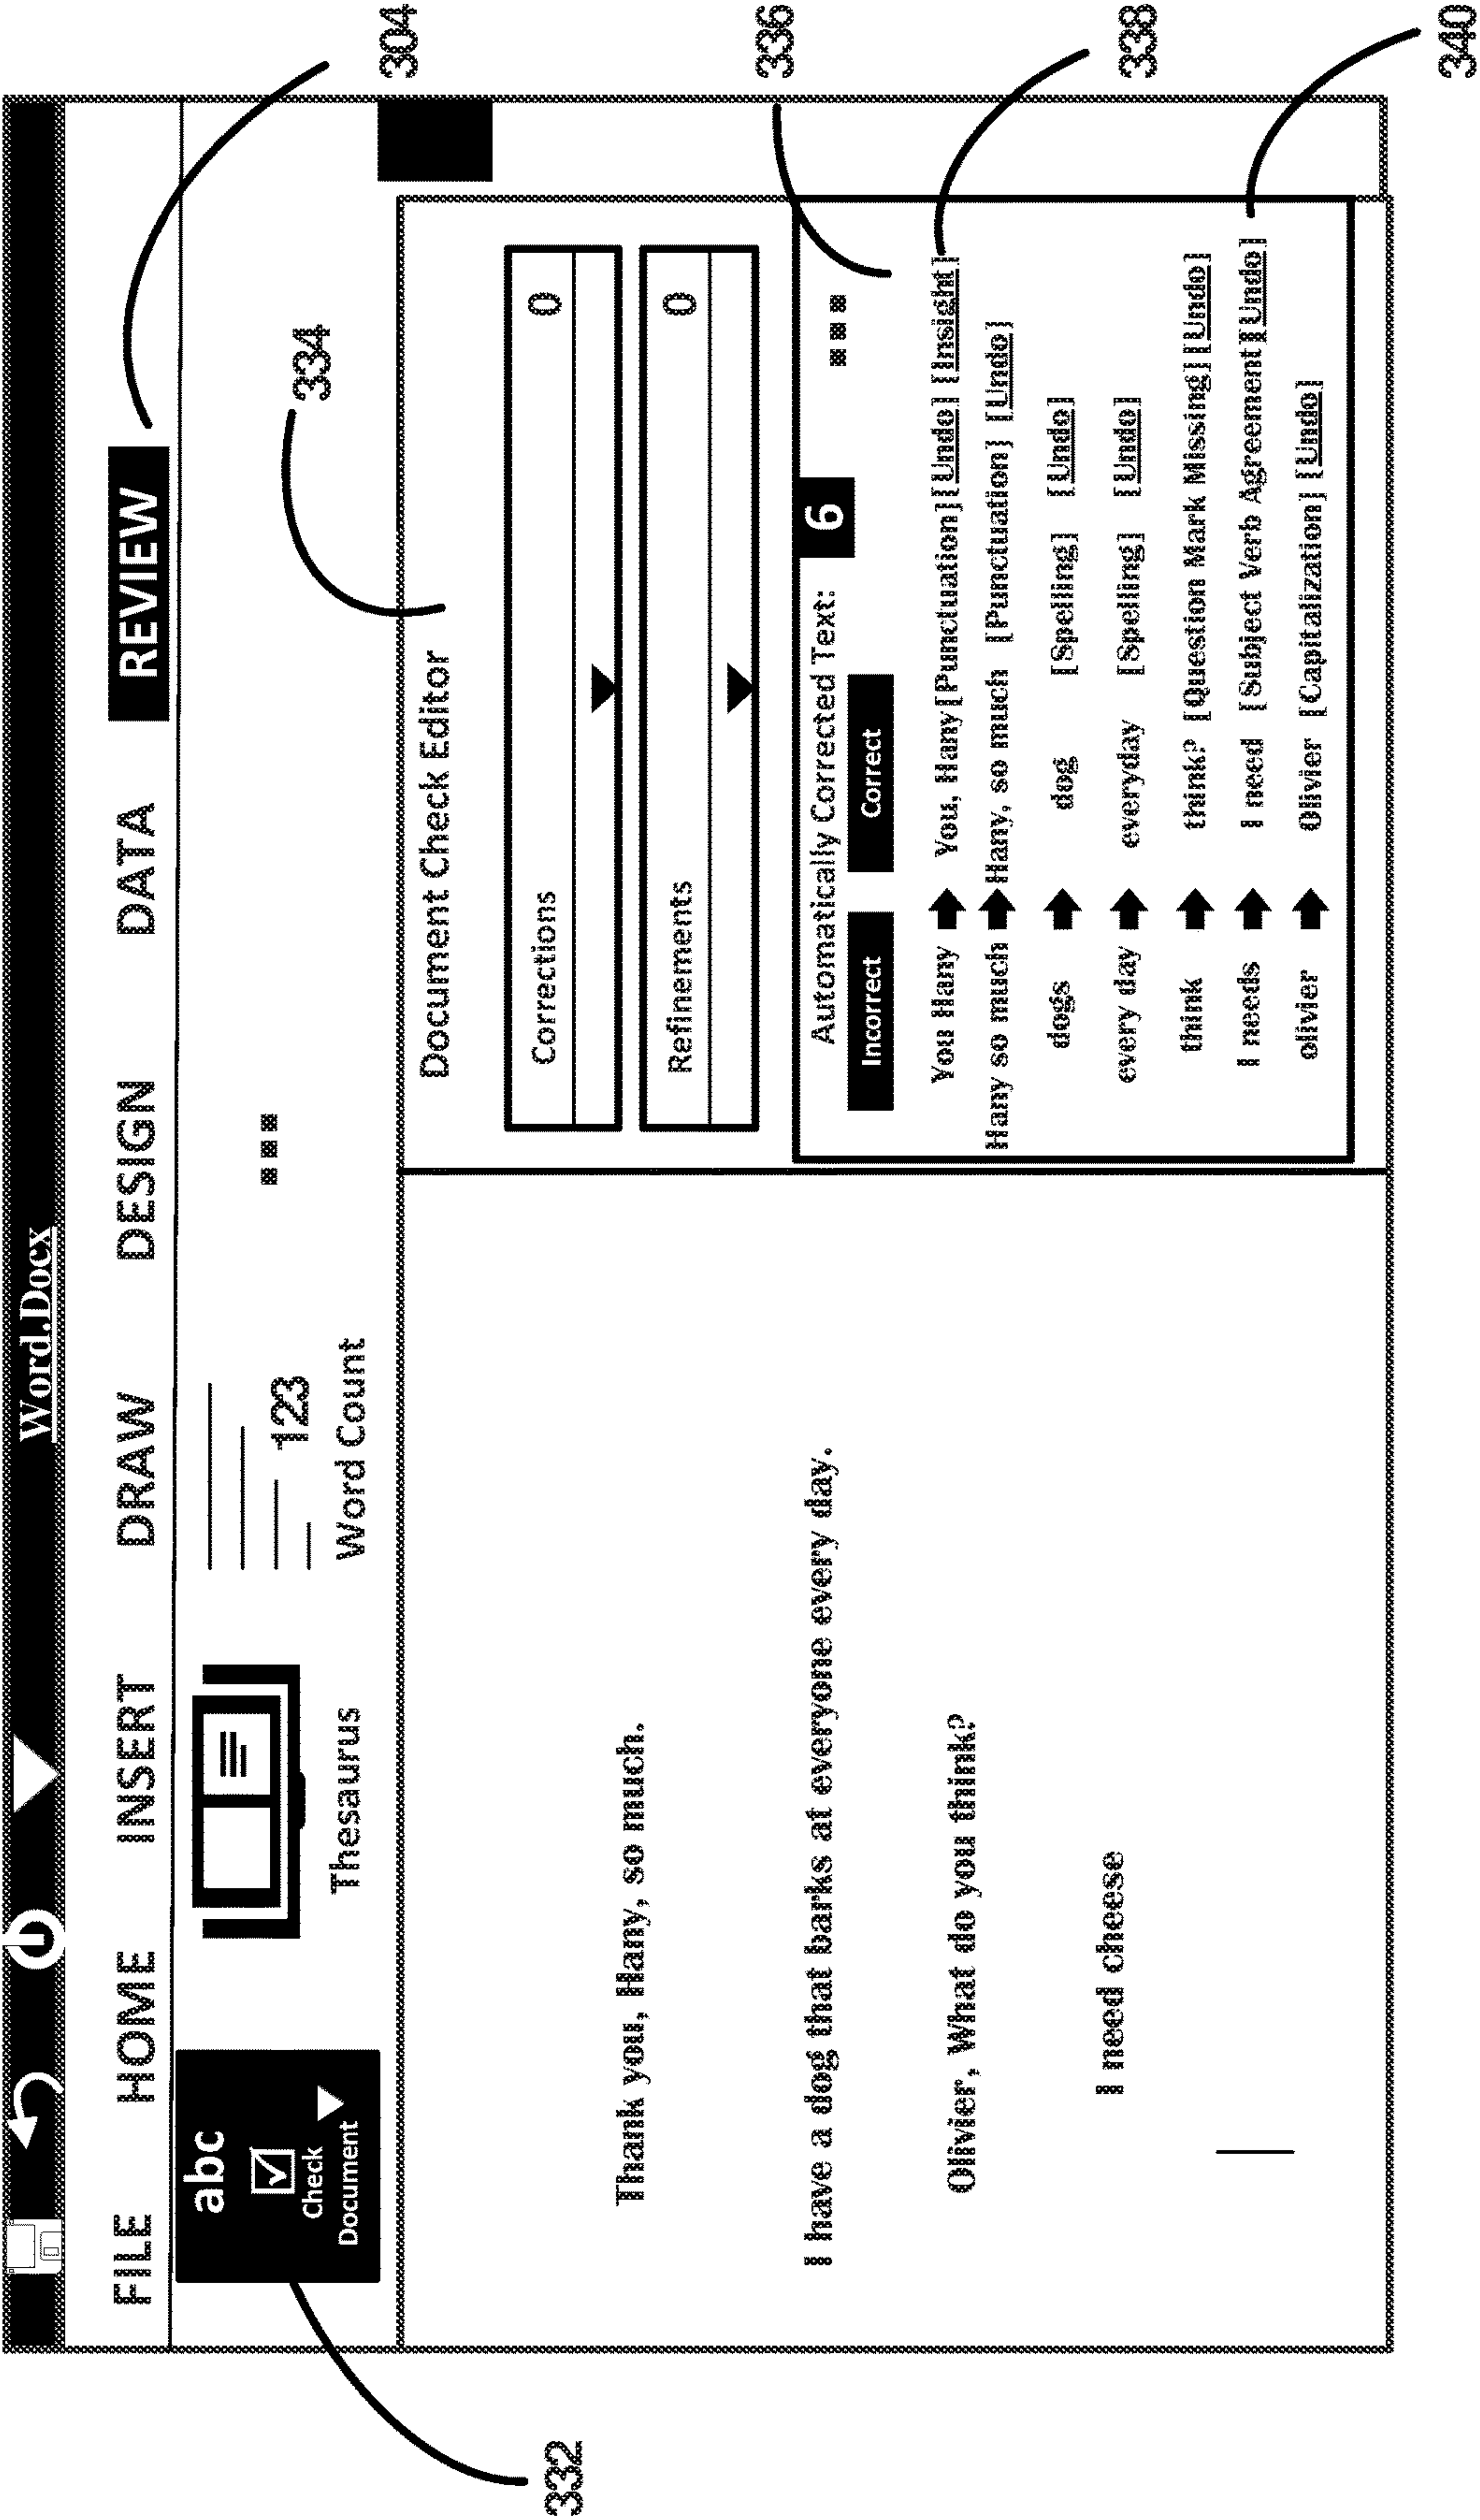 Word.Docx
FILE HOME INSERT DRAW DESIGN DATA REVIEW
304
abc
Check
Document
Thesaurus
123
Word Count
334
332
Document Check Editor
Corrections 0
Refinements 0
336
Automatically Corrected Text: 6
Incorrect Correct
You Hany You, Hany[Punctuation][Undo] [Insight]
338
Hany so much Hany, so much [Punctuation] [Undo]
dogs dog [Spelling] [Undo]
every day everyday [Spelling] [Undo]
think think? [Question Mark Missing][Undo]
I needs I need [Subject Verb Agreement][Undo]
340
olivier Olivier [Capitalization] [Undo]
Thank you, Hany, so much.
I have a dog that barks at everyone every day.
Olivier, What do you think?
I need cheese